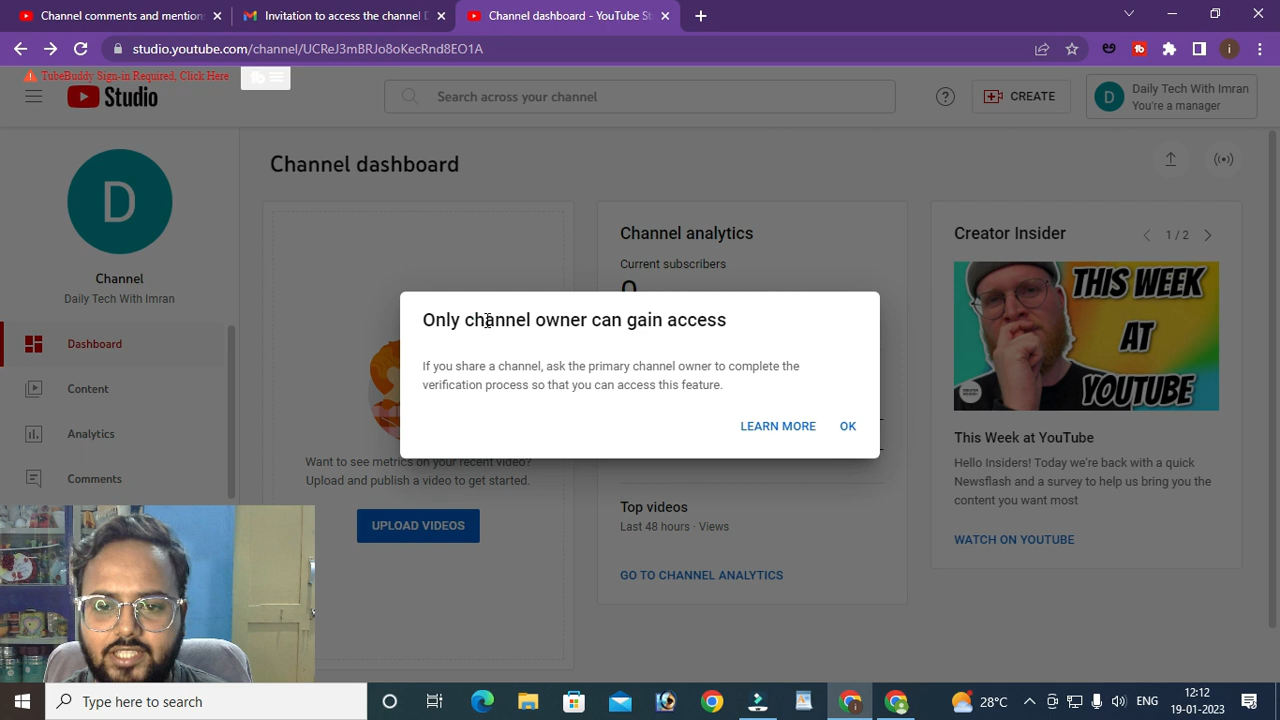 Comments and mention
Invitation to access the channel D
Dashboard - YouTube St
studio.youtube.com/channel/UCReJ3mBRJo8oKecRnd8EO1A
i
TubeBuddy Sign-in Required, Click Here
tb
Studio
Search across your channel
CREATE
D
Daily Tech With Imran
You're a manager
D
Channel
Daily Tech With Imran
Dashboard
Content
Analytics
Comments
Channel dashboard
Want to see metrics on your recent video?
Upload and publish a video to get started.
UPLOAD VIDEOS
Channel analytics
Current subscribers
0
Top videos
Last 48 hours · Views
GO TO CHANNEL ANALYTICS
Creator Insider
1 / 2
THIS WEEK
AT
YOUTUBE
This Week at YouTube
Hello Insiders! Today we're back with a quick
Newsflash and a survey to help us bring you the
content you want most
WATCH ON YOUTUBE
Only channel owner can gain access
If you share a channel, ask the primary channel owner to complete the
verification process so that you can access this feature.
LEARN MORE
OK
Type here to search
28°C
ENG
12:12
19-01-2023